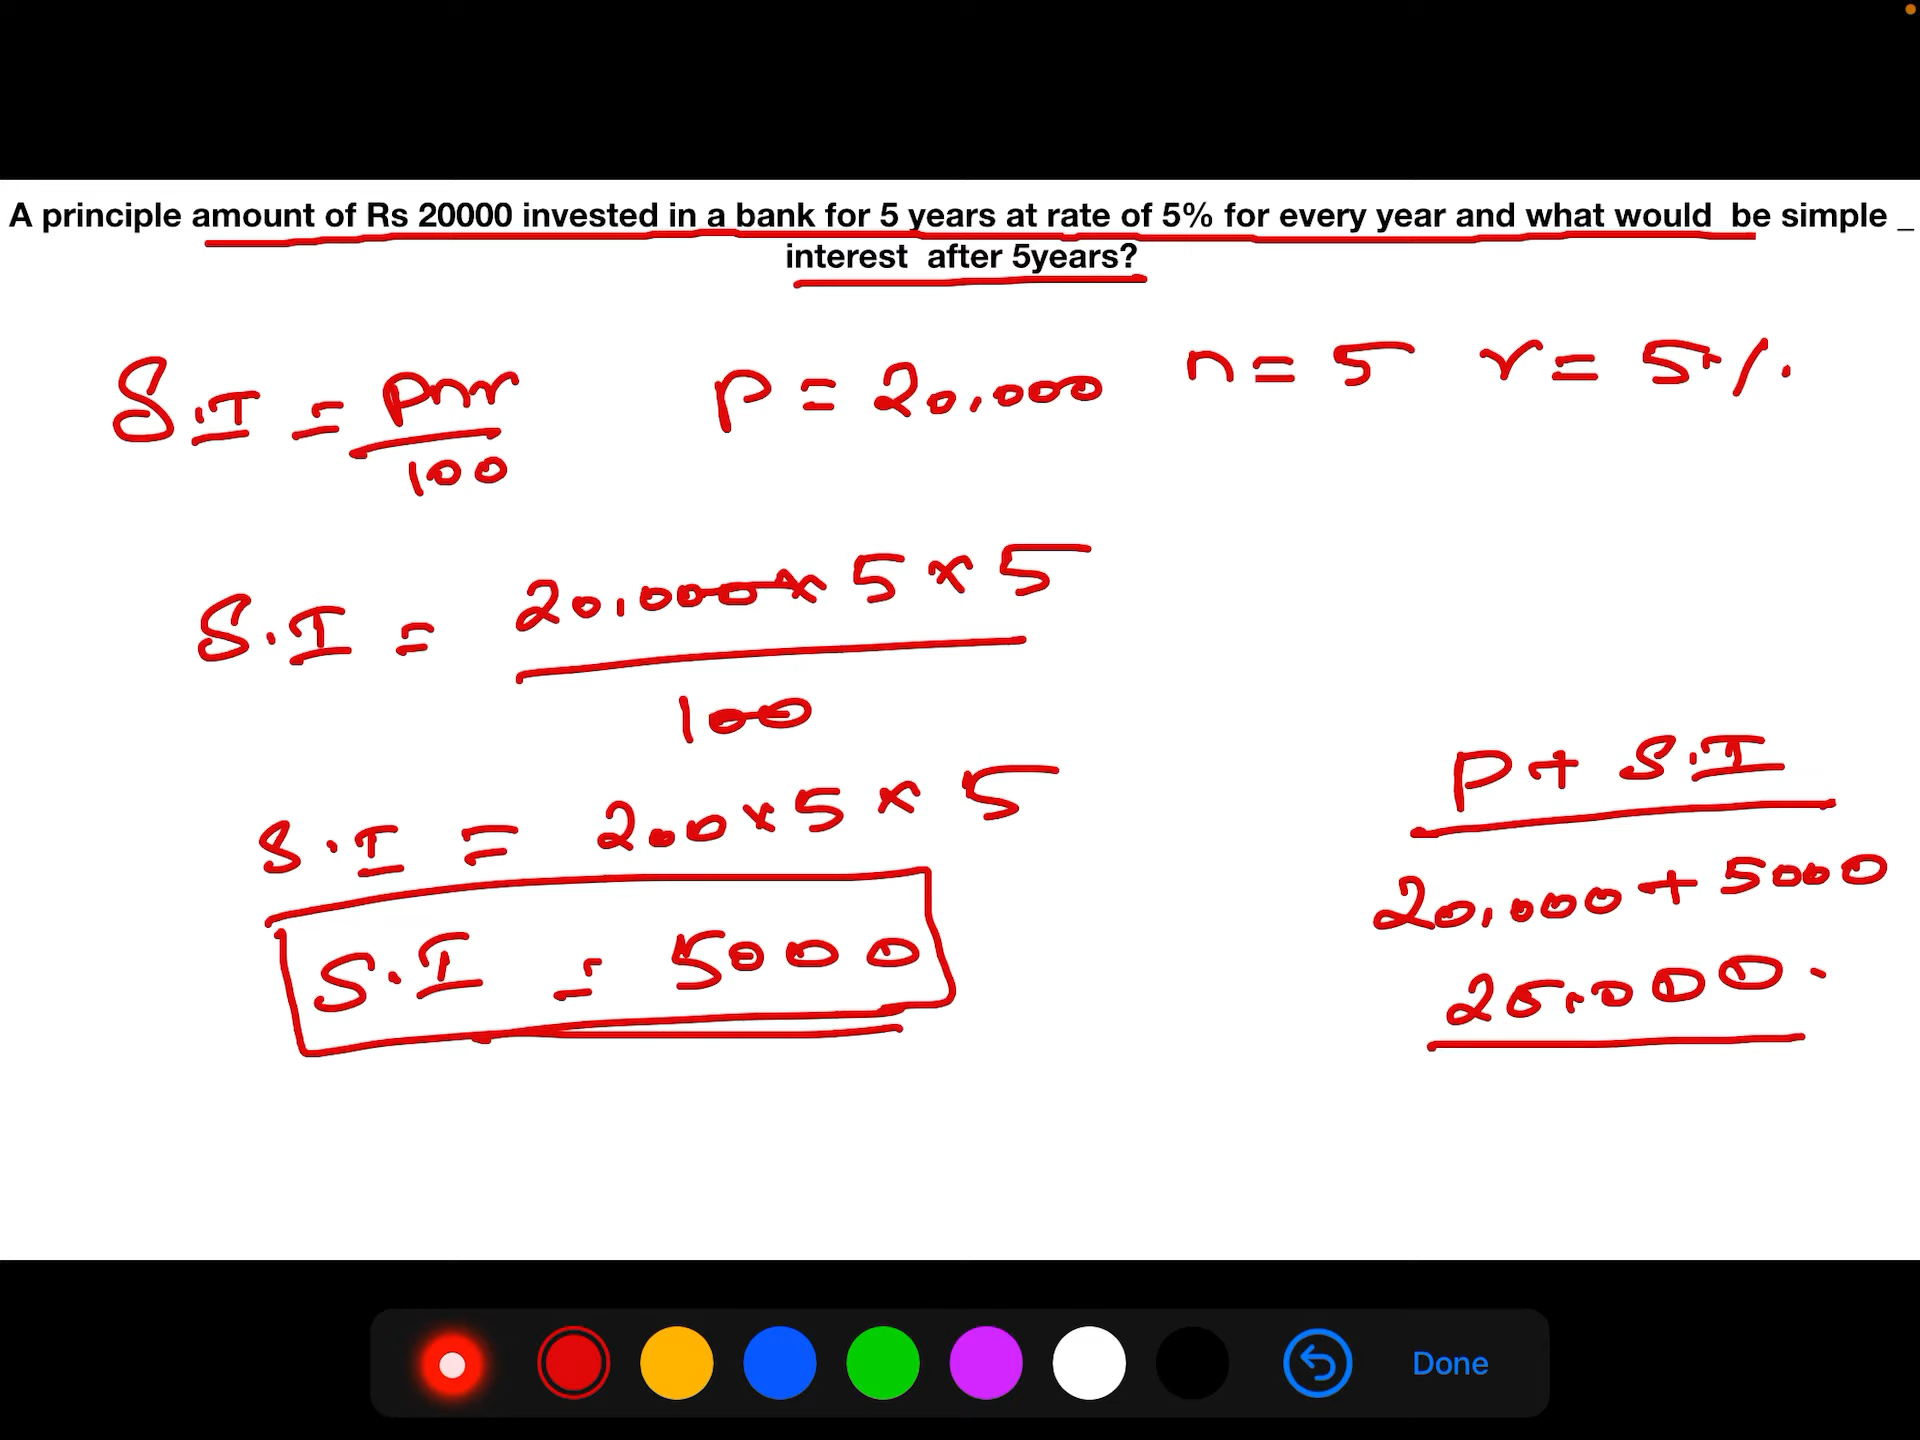 A principle amount of Rs 20000 invested in a bank for 5 years at rate of 5% for every year and what would  be simple _
interest  after 5years?
S.I = pnr/100
P = 20,000
n = 5
r = 5%.
S.I = 20,000 x 5 x 5 / 100
S.I = 200 x 5 x 5
S.I = 5000
P + S.I
20,000 + 5000
25,000.
Done